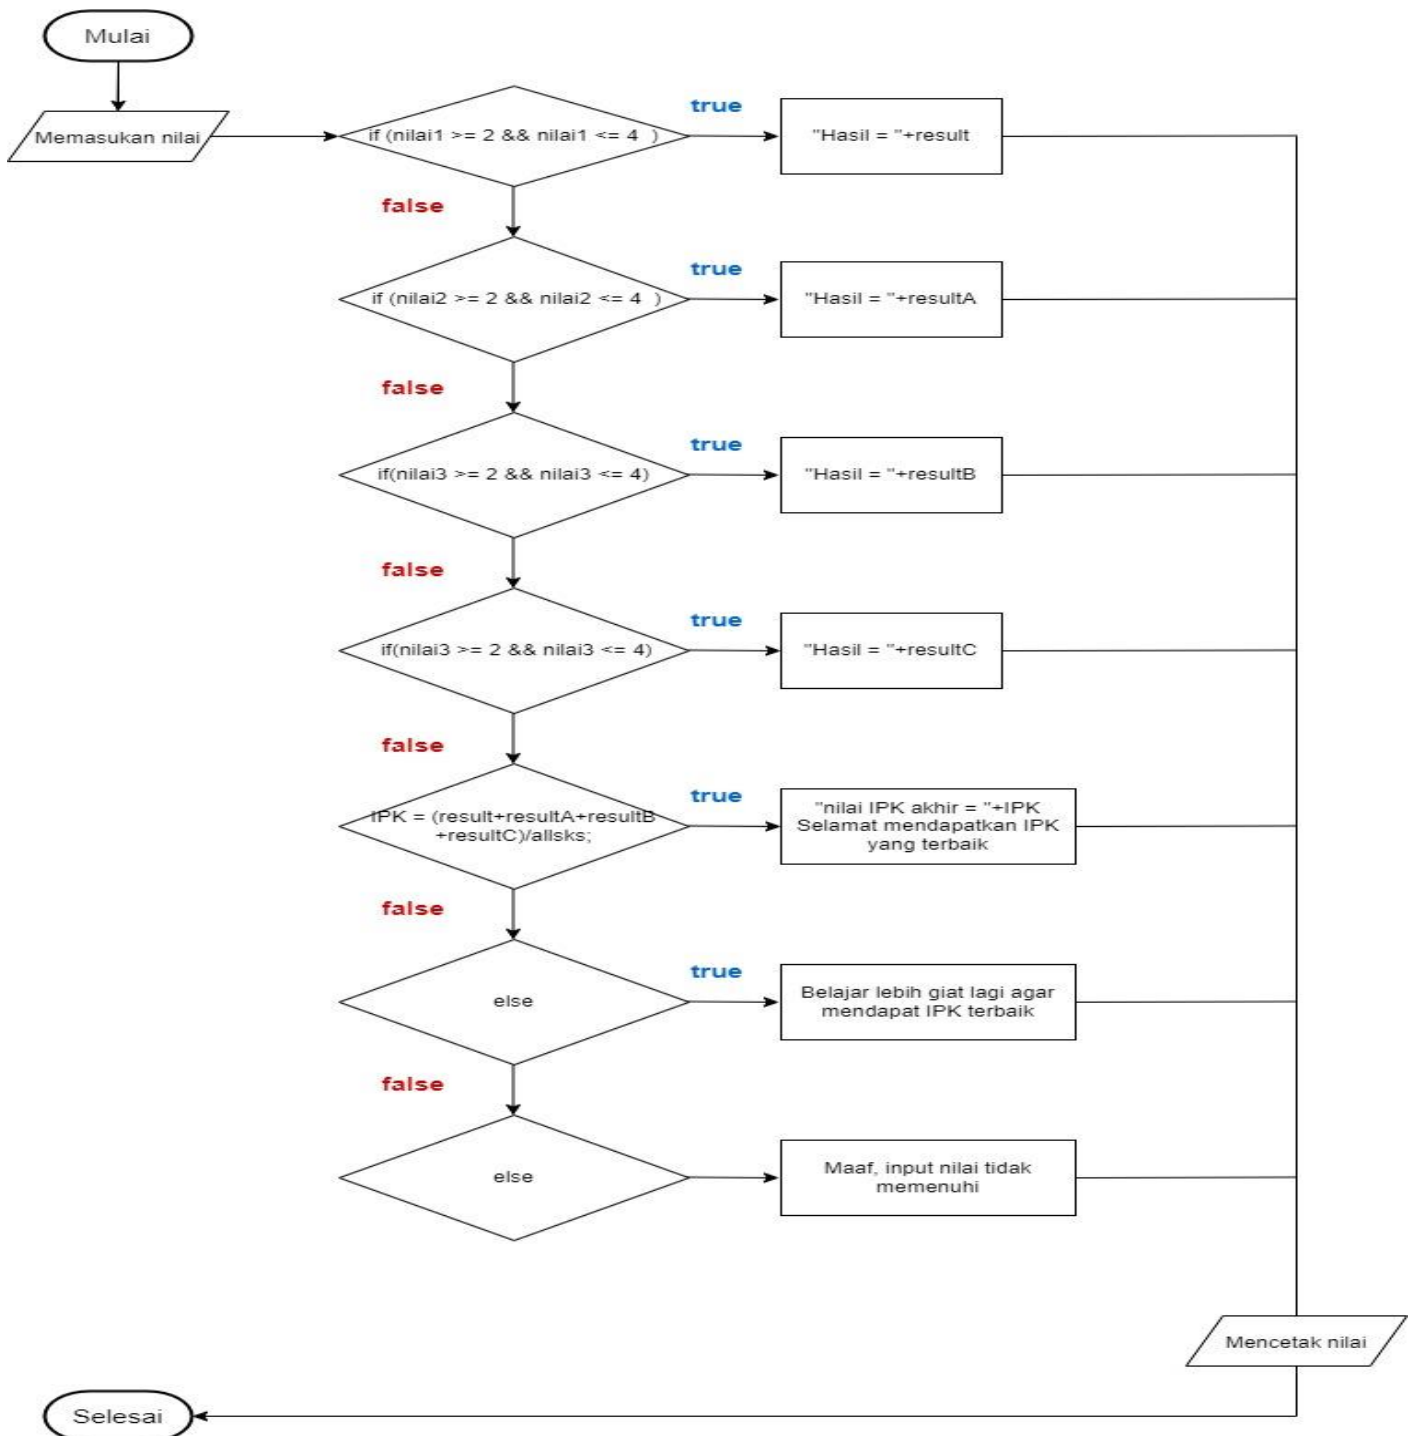 Mulai
Memasukan nilai
if (nilai1 >= 2 && nilai1 <= 4  )
true
"Hasil = "+result
false
if (nilai2 >= 2 && nilai2 <= 4  )
true
"Hasil = "+resultA
false
if(nilai3 >= 2 && nilai3 <= 4)
true
"Hasil = "+resultB
false
if(nilai3 >= 2 && nilai3 <= 4)
true
"Hasil = "+resultC
false
IPK = (result+resultA+resultB
+resultC)/allsks;
true
"nilai IPK akhir = "+IPK
Selamat mendapatkan IPK
yang terbaik
false
else
true
Belajar lebih giat lagi agar
mendapat IPK terbaik
false
else
Maaf, input nilai tidak
memenuhi
Mencetak nilai
Selesai